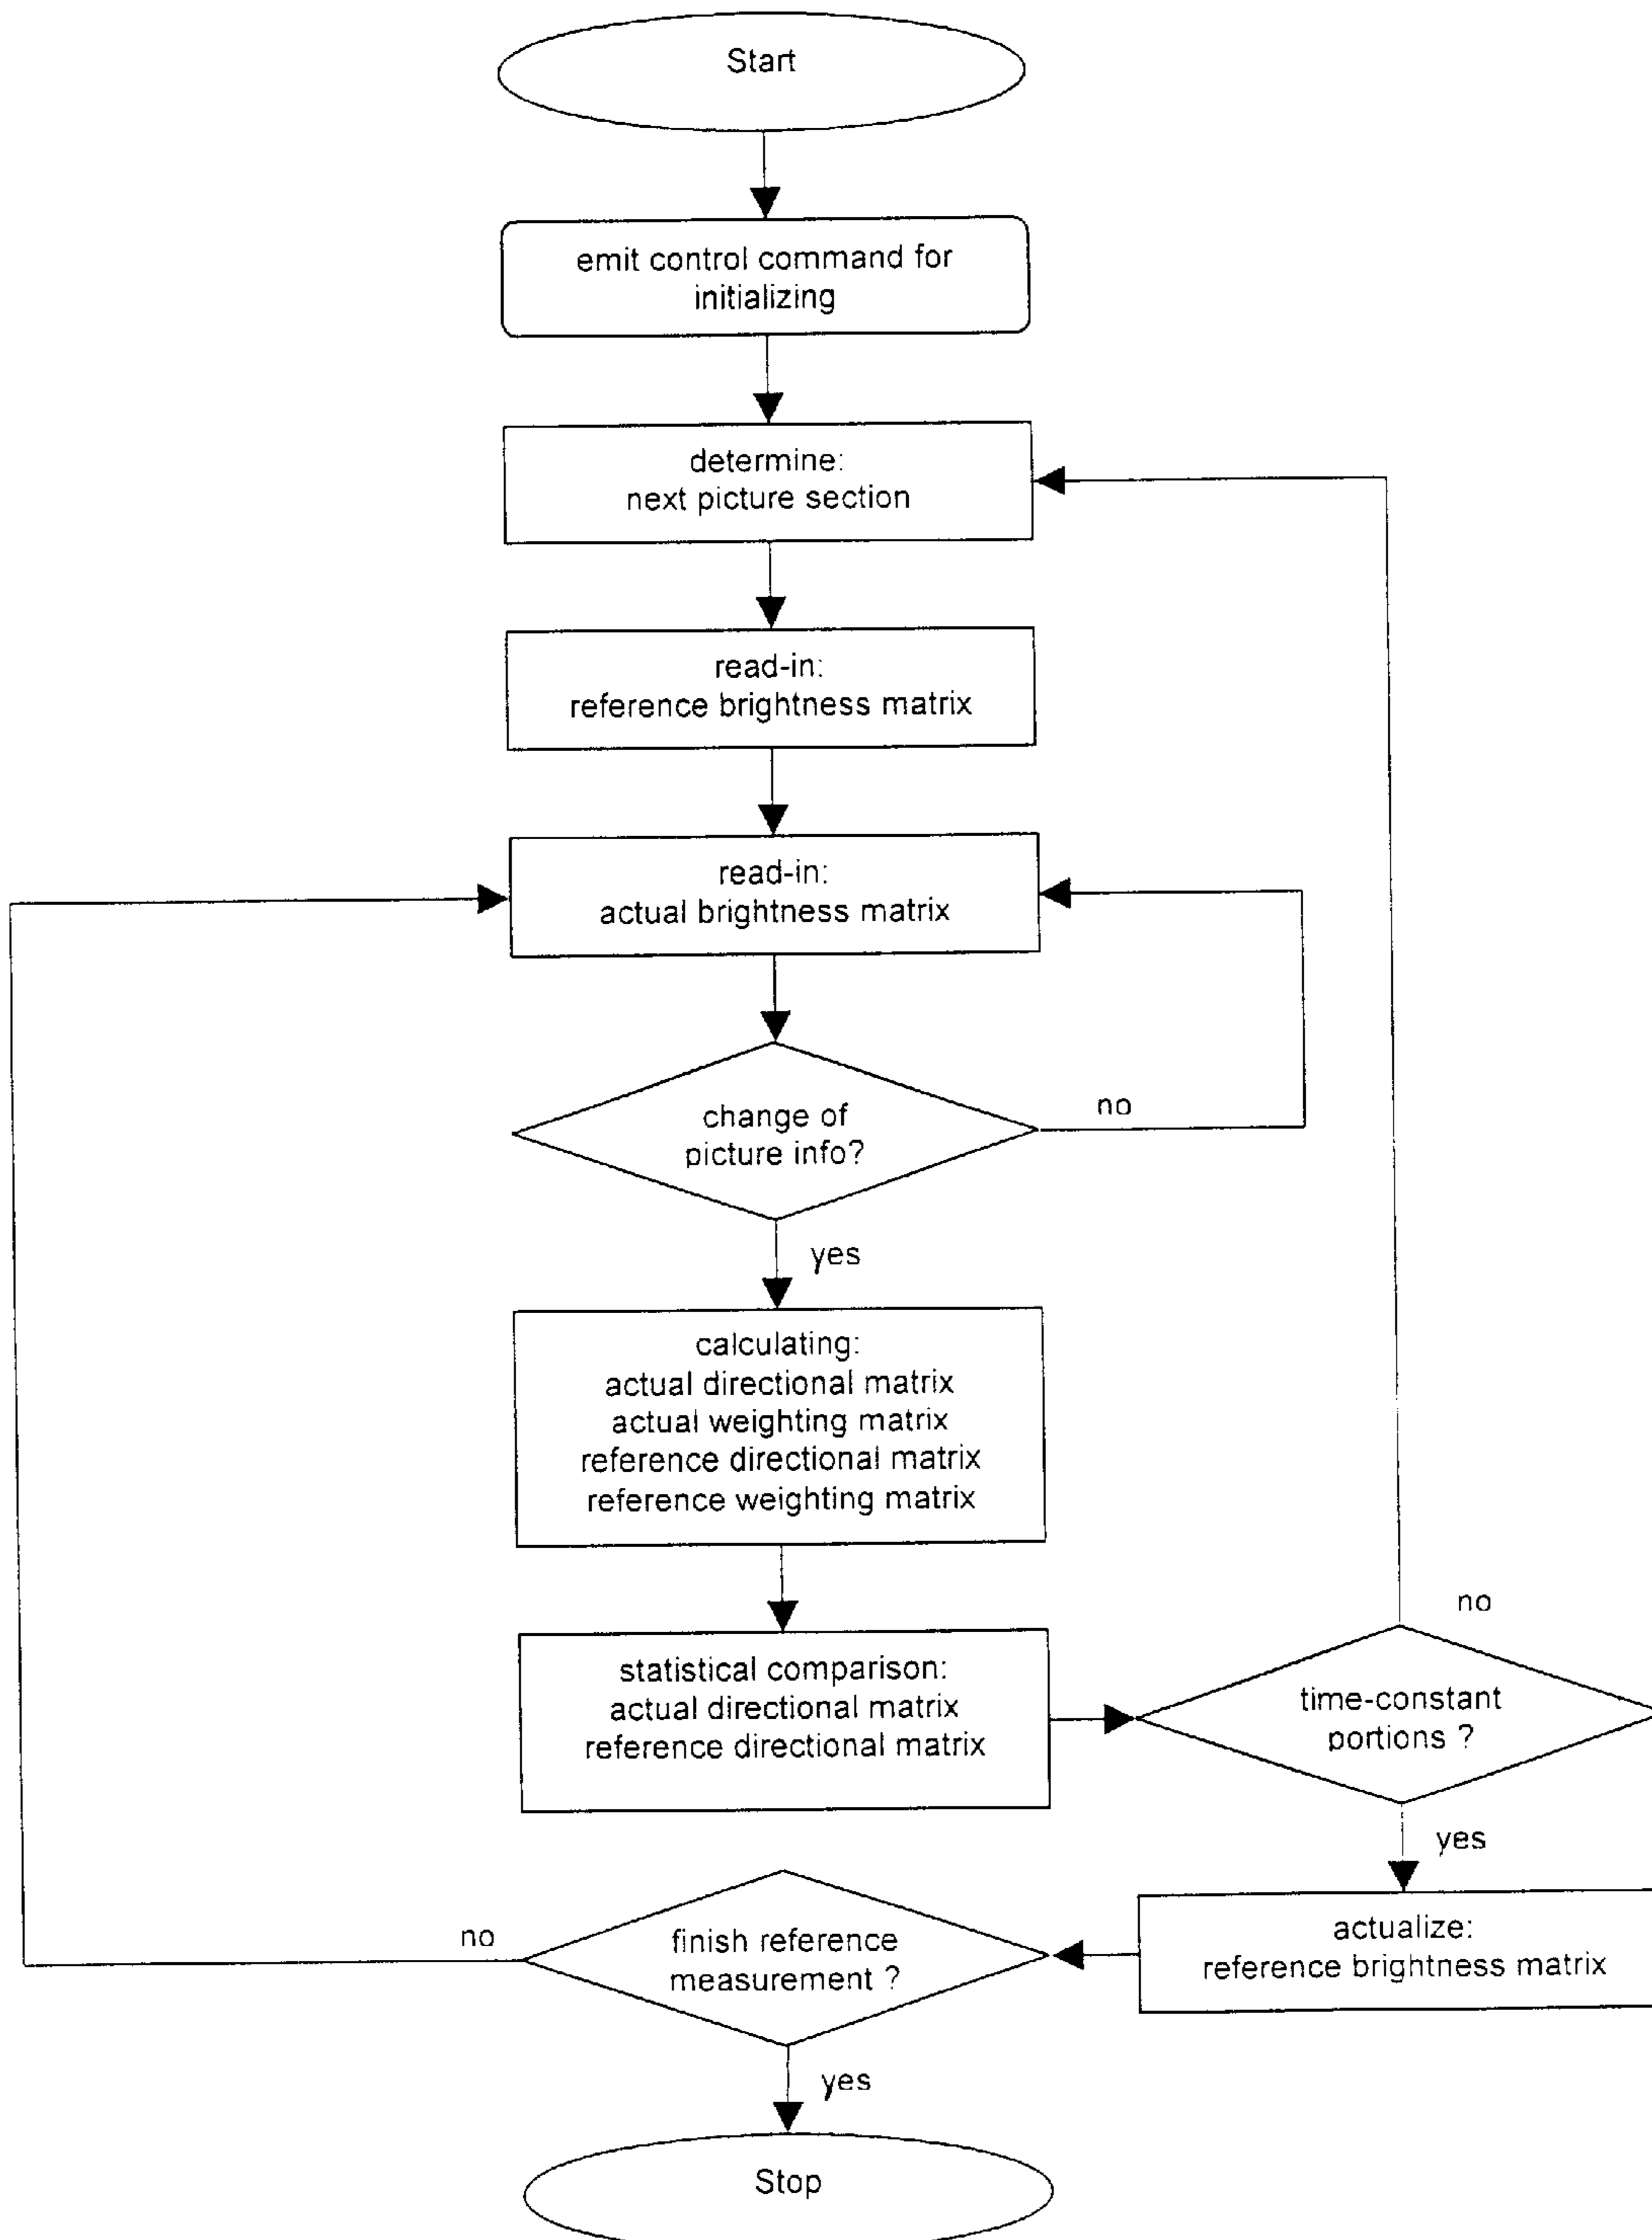 Start
emit control command for
initializing
determine:
next picture section
read-in:
reference brightness matrix
read-in:
actual brightness matrix
change of
picture info?
no
yes
calculating:
actual directional matrix
actual weighting matrix
reference directional matrix
reference weighting matrix
statistical comparison:
actual directional matrix
reference directional matrix
no
time-constant
portions ?
yes
actualize:
reference brightness matrix
finish reference
measurement ?
no
yes
Stop